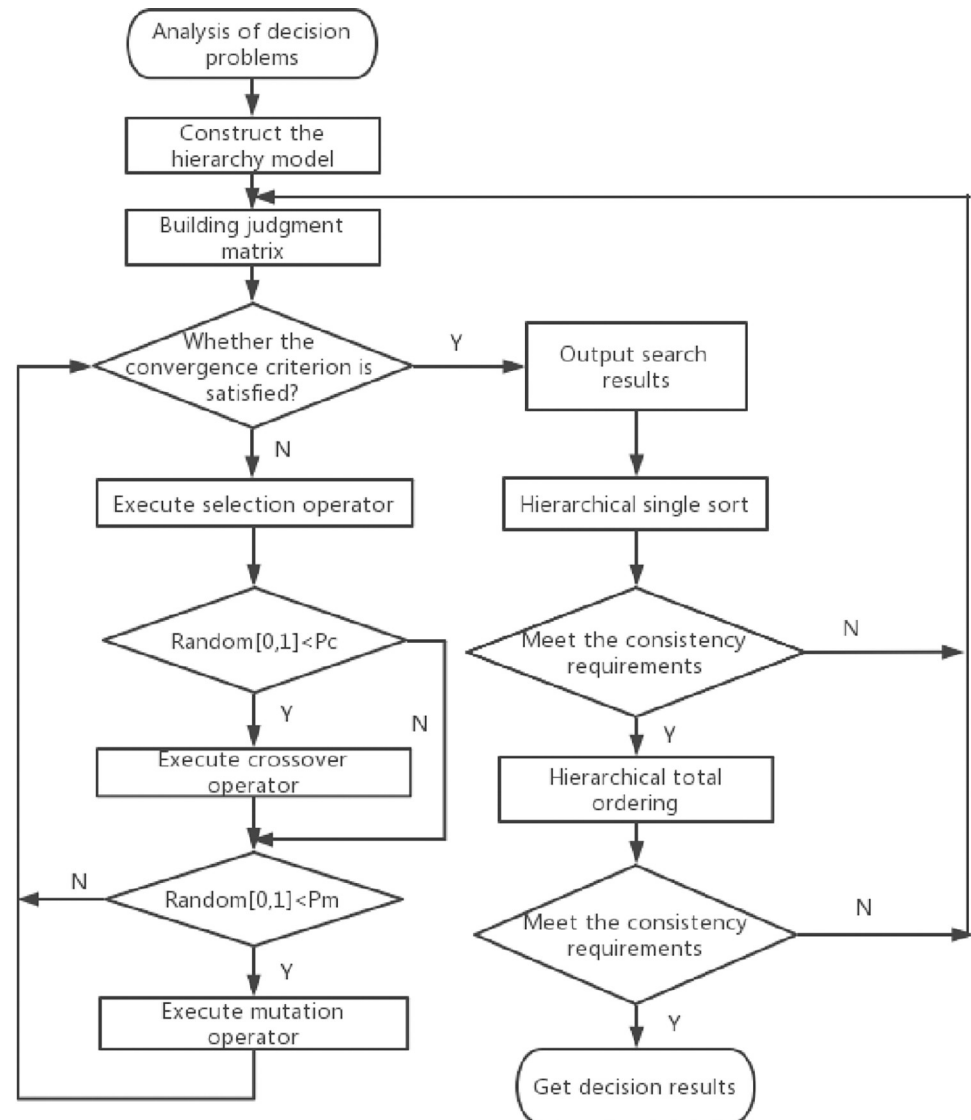 Analysis of decision
problems
Construct the
hierarchy model
Building judgment
matrix
Whether the
convergence criterion is
satisfied?
Y
N
Execute selection operator
Random[0,1]<Pc
N
Y
Execute crossover
operator
Random[0,1]<Pm
N
Y
Execute mutation
operator
Output search
results
Hierarchical single sort
Meet the consistency
requirements
N
Y
Hierarchical total
ordering
Meet the consistency
requirements
N
Y
Get decision results